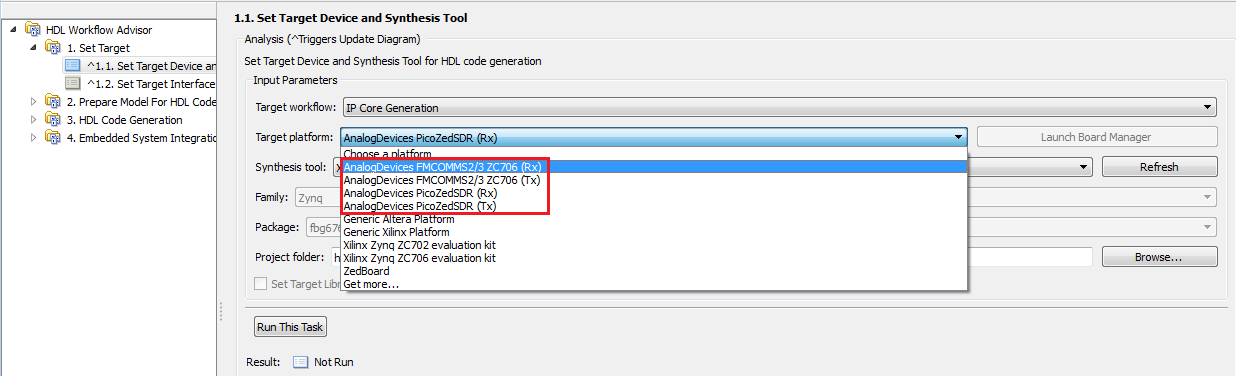 HDL Workflow Advisor
1. Set Target
^1.1. Set Target Device an
^1.2. Set Target Interface
2. Prepare Model For HDL Code
3. HDL Code Generation
4. Embedded System Integratio
1.1. Set Target Device and Synthesis Tool
Analysis (^Triggers Update Diagram)
Set Target Device and Synthesis Tool for HDL code generation
Input Parameters
Target workflow: IP Core Generation
Target platform: AnalogDevices PicoZedSDR (Rx) Launch Board Manager
Choose a platform
Synthesis tool: Refresh
AnalogDevices FMCOMMS2/3 ZC706 (Rx)
AnalogDevices FMCOMMS2/3 ZC706 (Tx)
Family: Zynq
AnalogDevices PicoZedSDR (Rx)
AnalogDevices PicoZedSDR (Tx)
Generic Altera Platform
Package: fbg676
Generic Xilinx Platform
Xilinx Zynq ZC702 evaluation kit
Project folder: Browse...
Xilinx Zynq ZC706 evaluation kit
ZedBoard
Set Target Lib
Get more...
Run This Task
Result: Not Run